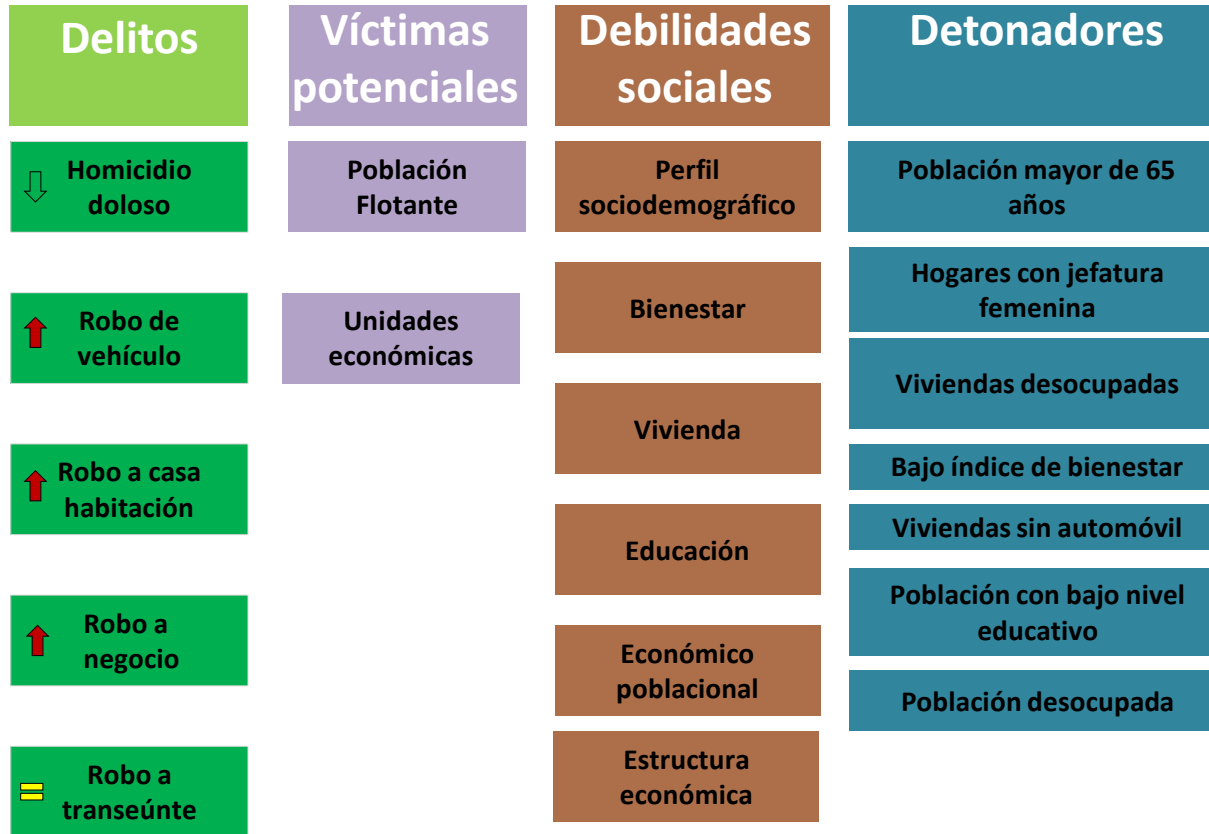 Delitos
Homicidio
doloso
Robo de
vehículo
Robo a casa
habitación
Robo a
negocio
Robo a
transeúnte
Víctimas
potenciales
Población
Flotante
Unidades
económicas
Debilidades
sociales
Perfil
sociodemográfico
Bienestar
Vivienda
Educación
Económico
poblacional
Estructura
económica
Detonadores
Población mayor de 65
años
Hogares con jefatura
femenina
Viviendas desocupadas
Bajo índice de bienestar
Viviendas sin automóvil
Población con bajo nivel
educativo
Población desocupada